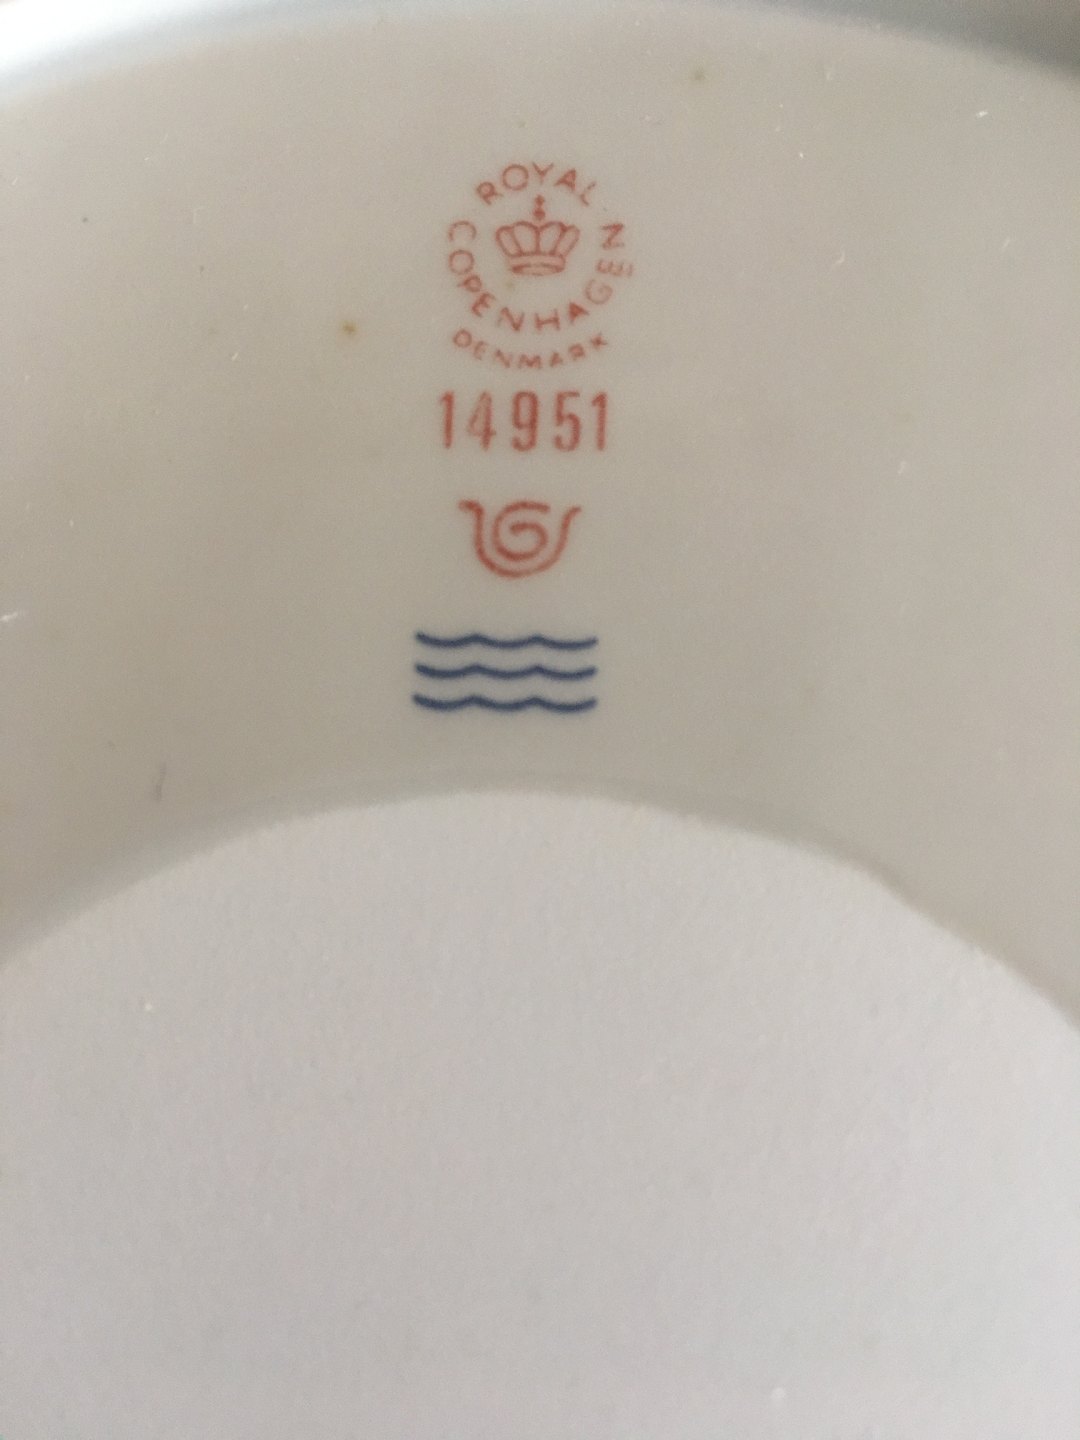 ROYAL
COPENHAGEN
DENMARK
14951